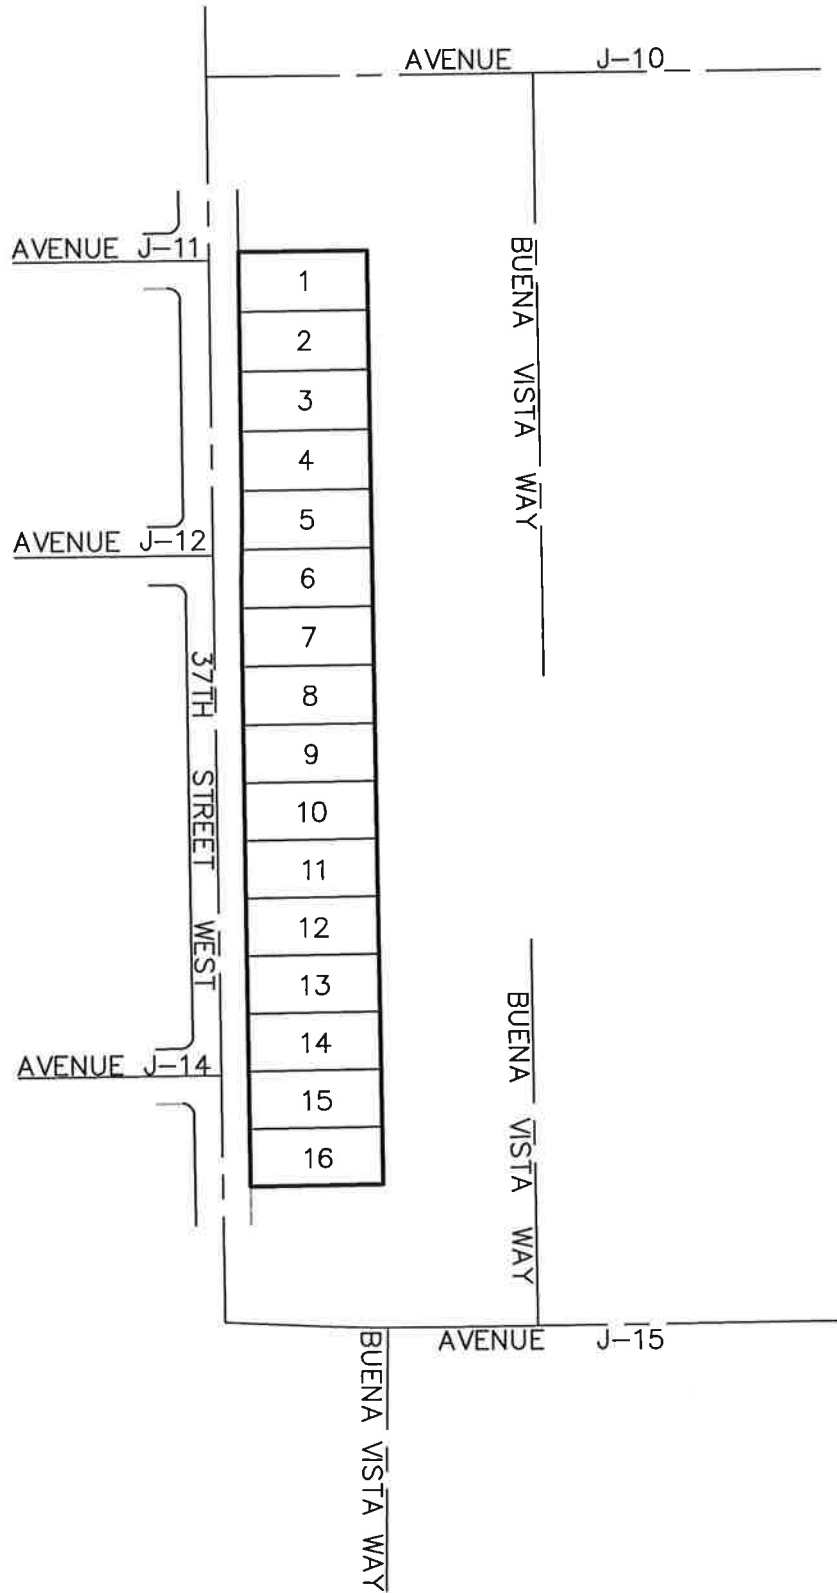 AVENUE J-10
AVENUE J-11
BUENA VISTA WAY
1
2
3
4
5
AVENUE J-12
6
7
37TH STREET WEST
8
9
10
11
12
13
BUENA VISTA WAY
14
AVENUE J-14
15
16
AVENUE J-15
BUENA VISTA WAY